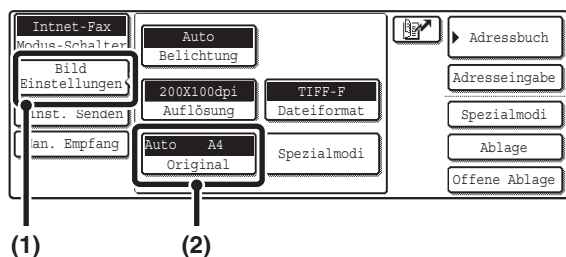 Intnet-Fax
Modus-Schalter
Bild
Einstellungen
Einst. Senden
Man. Empfang
Auto
Belichtung
200X100dpi
Auflösung
TIFF-F
Dateiformat
Auto A4
Original
Spezialmodi
Adressbuch
Adresseingabe
Spezialmodi
Ablage
Offene Ablage
(1)
(2)